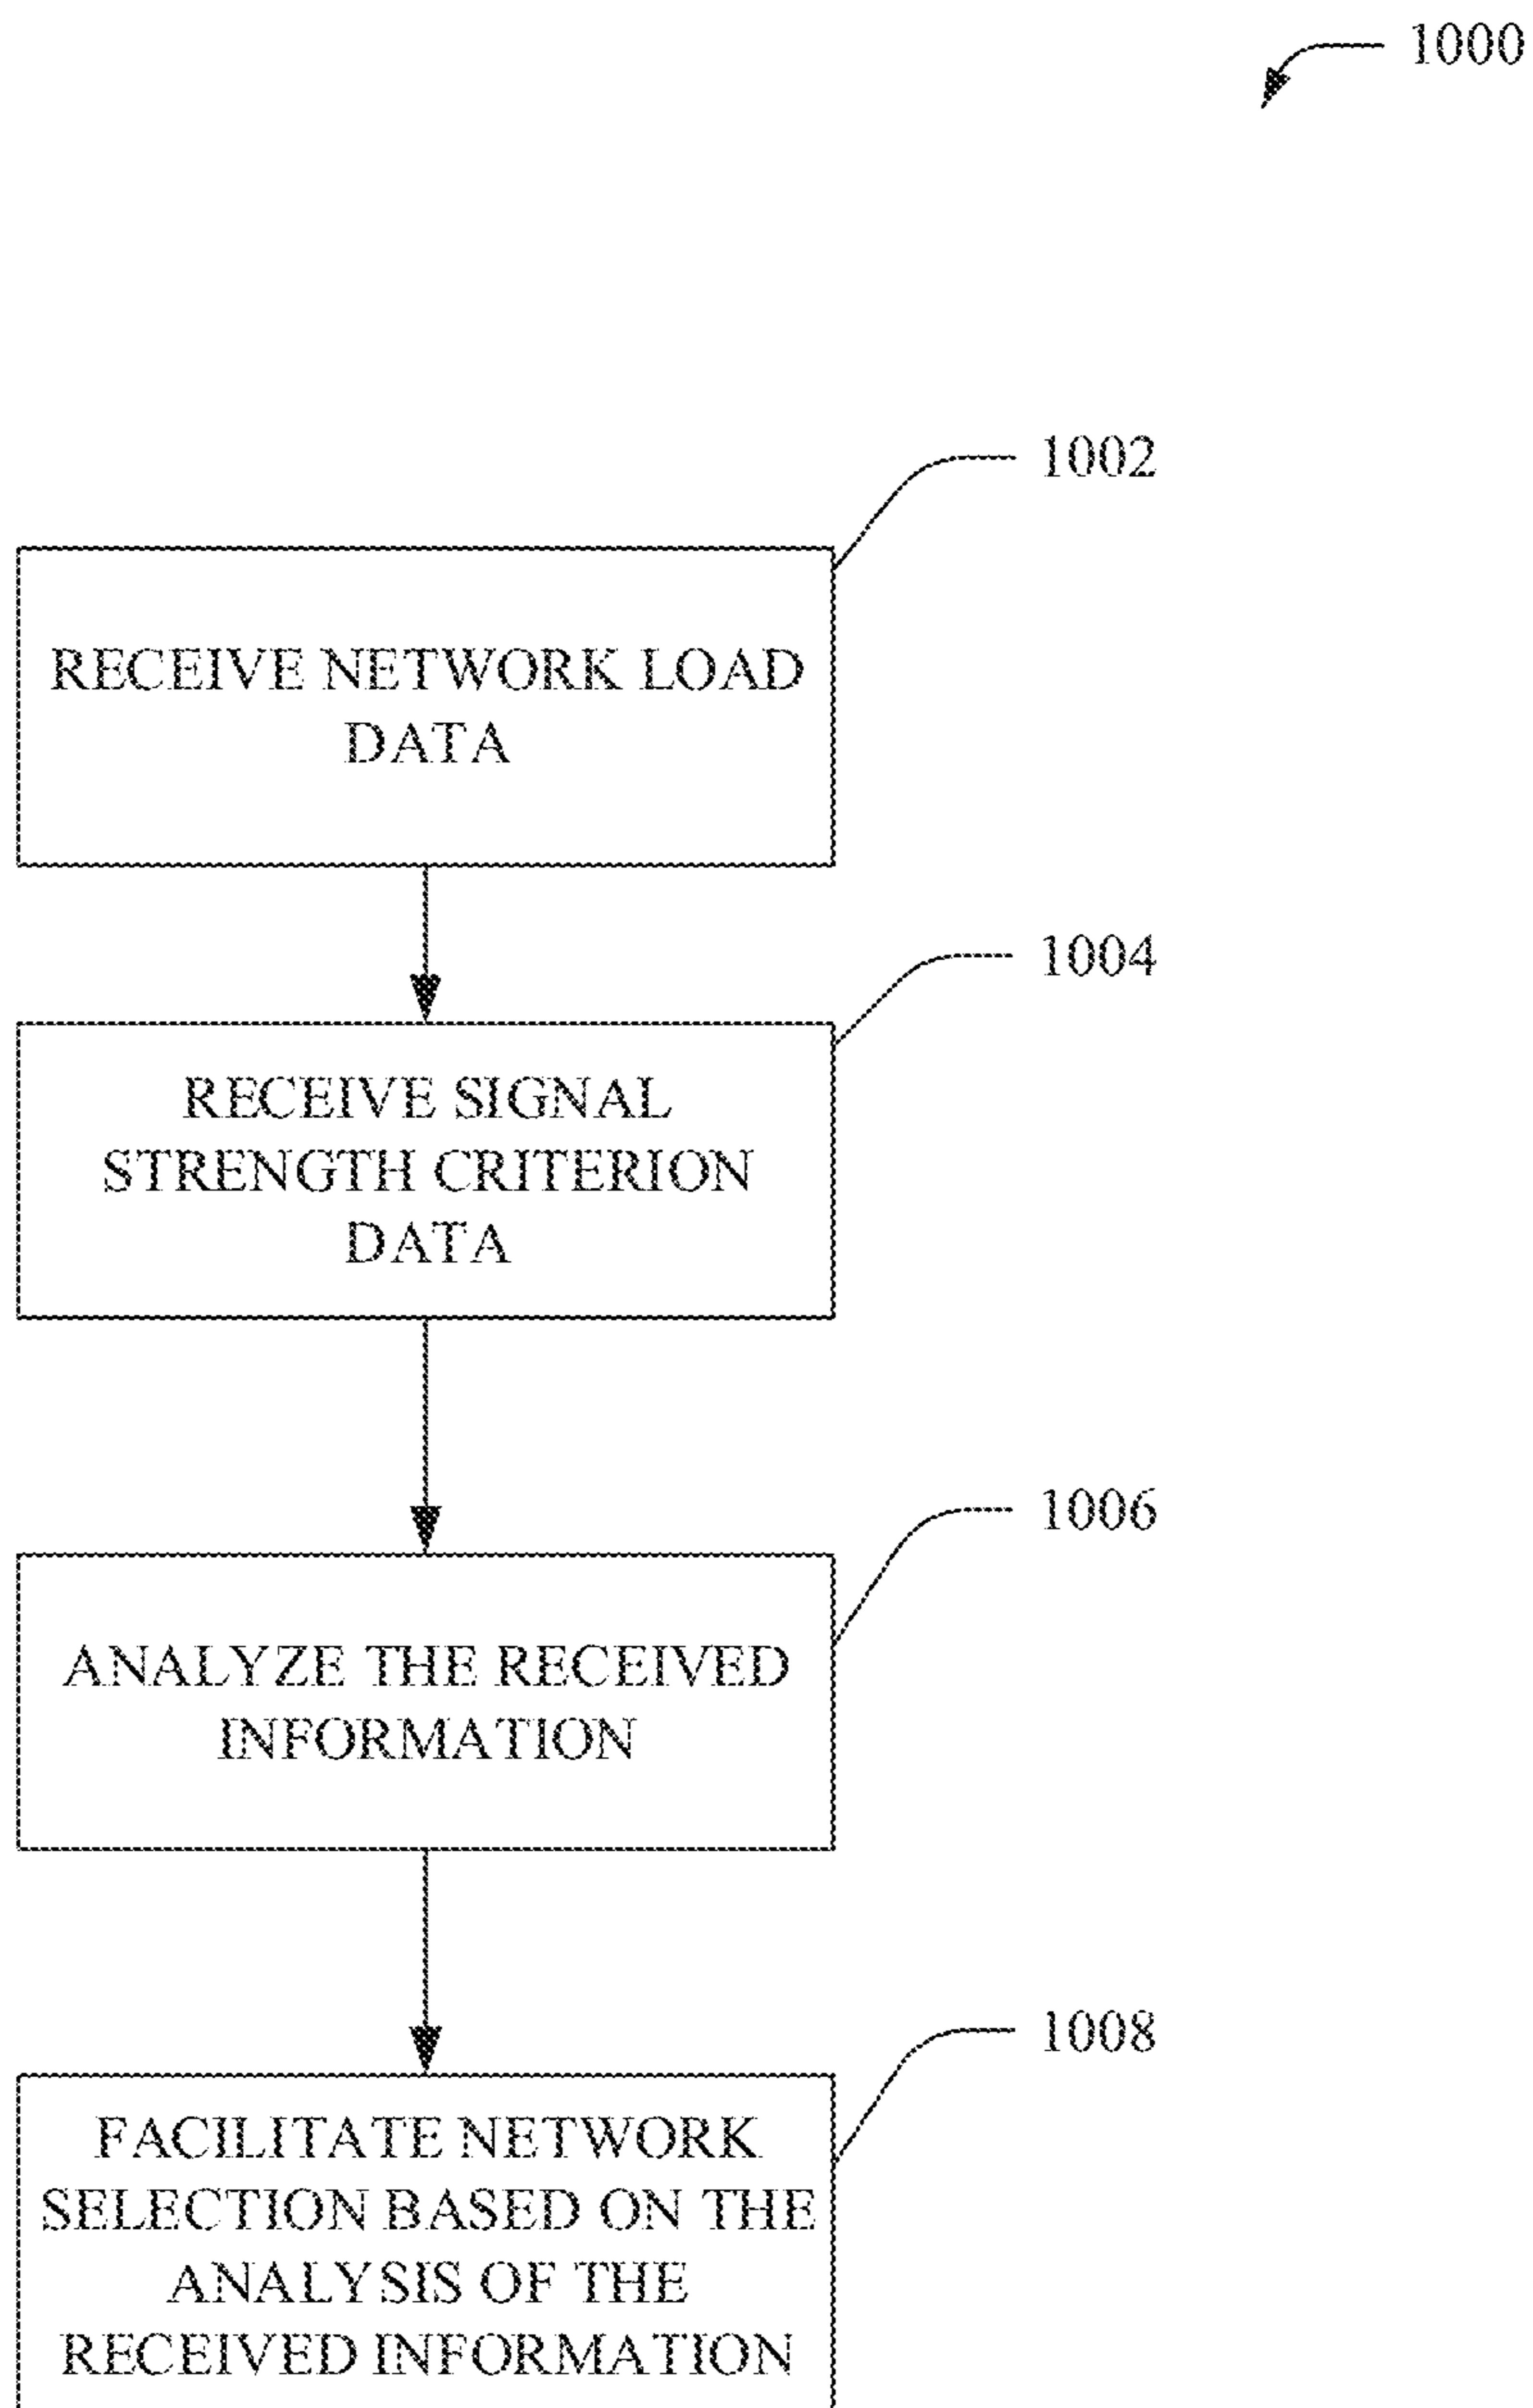 1000
1002
RECEIVE NETWORK LOAD
DATA
1004
RECEIVE SIGNAL
STRENGTH CRITERION
DATA
1006
ANALYZE THE RECEIVED
INFORMATION
1008
FACILITATE NETWORK
SELECTION BASED ON THE
ANALYSIS OF THE
RECEIVED INFORMATION